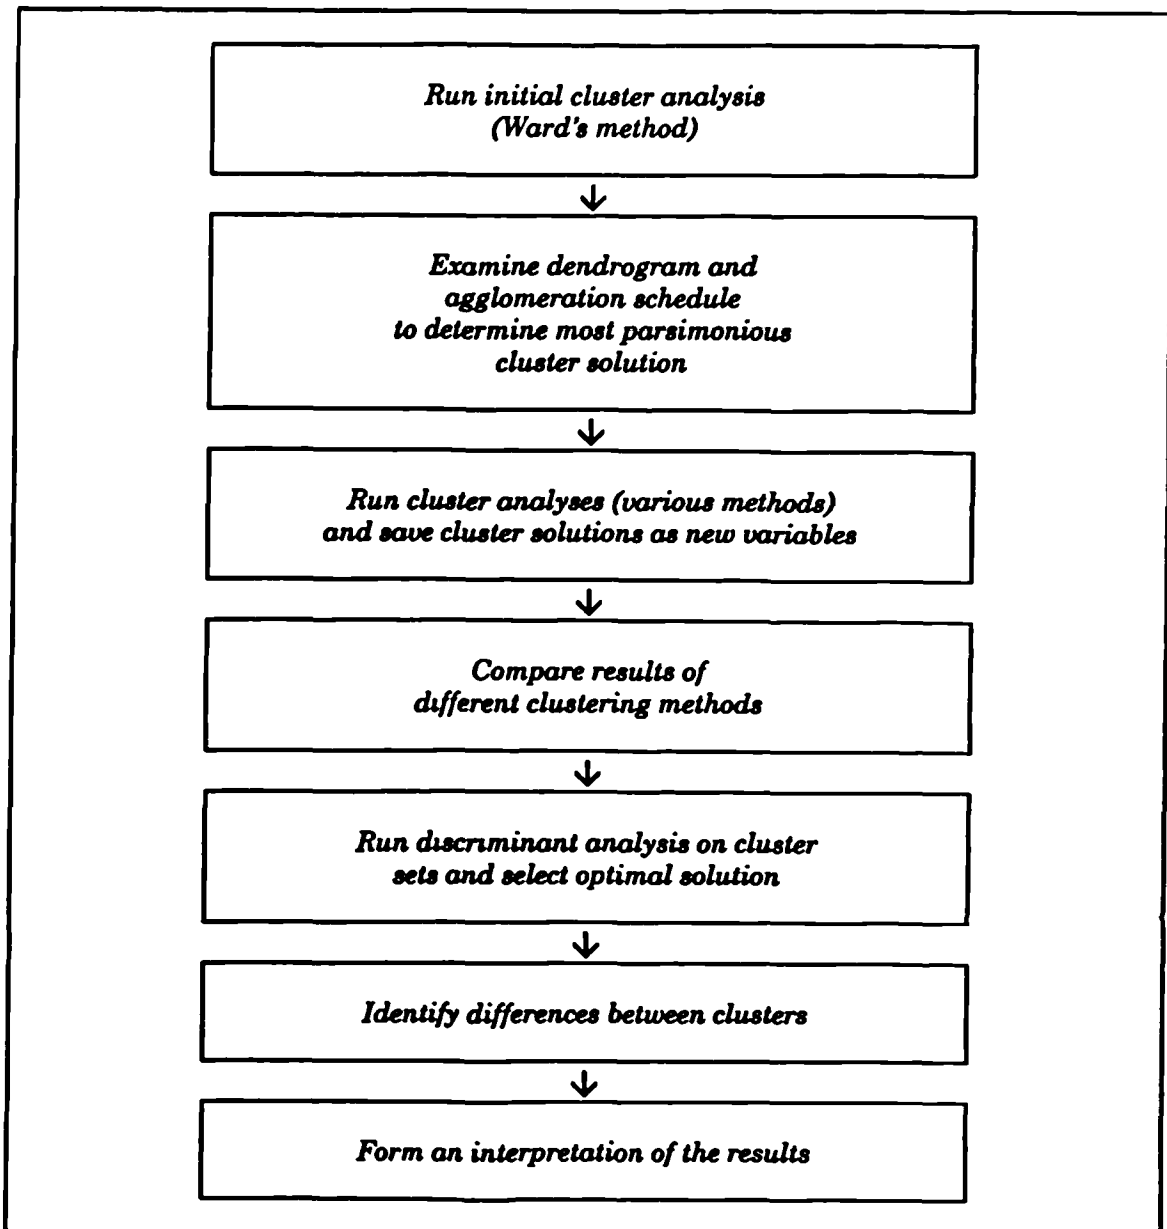 Run initial cluster analysis
(Ward's method)
Examine dendrogram and
agglomeration schedule
to determine most parsimonious
cluster solution
Run cluster analyses (various methods)
and save cluster solutions as new variables
Compare results of
different clustering methods
Run discriminant analysis on cluster
sets and select optimal solution
Identify differences between clusters
Form an interpretation of the results